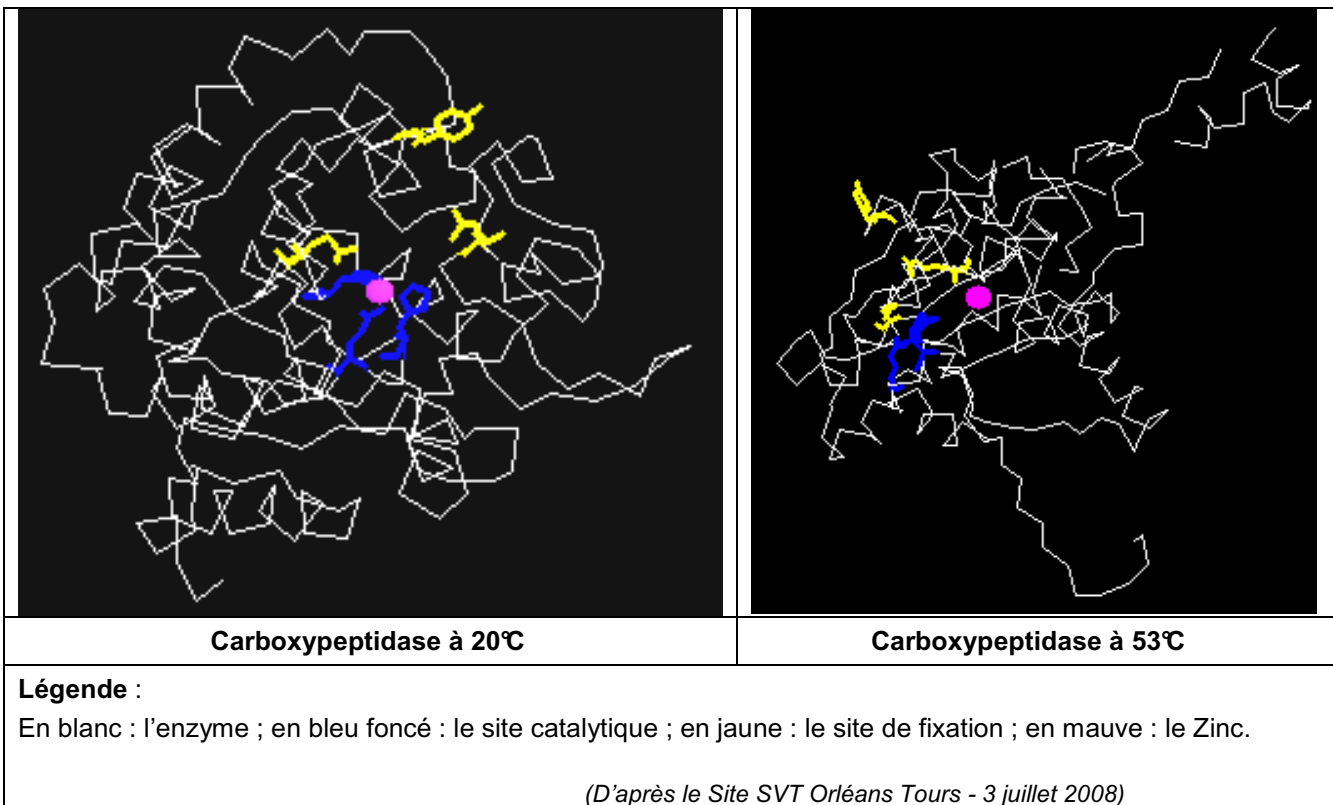 Carboxypeptidase à 20°C
Carboxypeptidase à 53°C
Légende :
En blanc : l'enzyme ; en bleu foncé : le site catalytique ; en jaune : le site de fixation ; en mauve : le Zinc.
(D'après le Site SVT Orléans Tours - 3 juillet 2008)